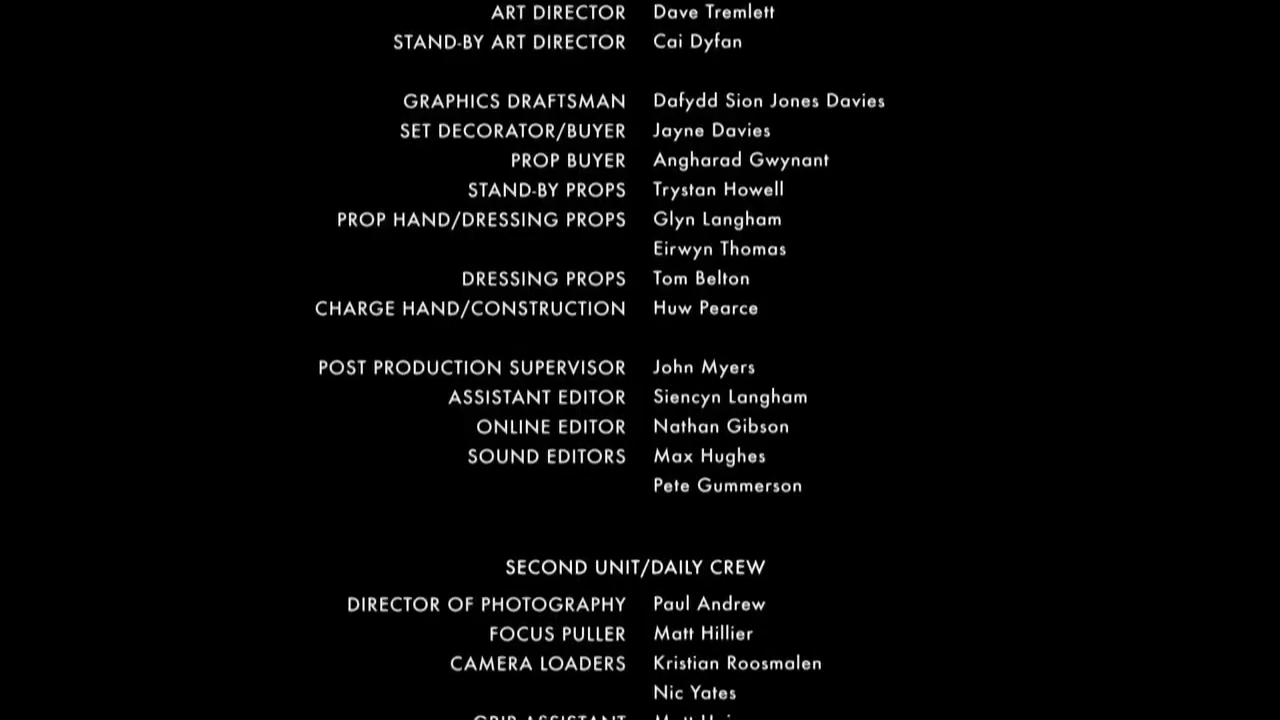 ART DIRECTOR Dave Tremlett
STAND-BY ART DIRECTOR Cai Dyfan
GRAPHICS DRAFTSMAN Dafydd Sion Jones Davies
SET DECORATOR/BUYER Jayne Davies
PROP BUYER Angharad Gwynant
STAND-BY PROPS Trystan Howell
PROP HAND/DRESSING PROPS Glyn Langham
Eirwyn Thomas
DRESSING PROPS Tom Belton
CHARGE HAND/CONSTRUCTION Huw Pearce
POST PRODUCTION SUPERVISOR John Myers
ASSISTANT EDITOR Siencyn Langham
ONLINE EDITOR Nathan Gibson
SOUND EDITORS Max Hughes
Pete Gummerson
SECOND UNIT/DAILY CREW
DIRECTOR OF PHOTOGRAPHY Paul Andrew
FOCUS PULLER Matt Hillier
CAMERA LOADERS Kristian Roosmalen
Nic Yates
GRIP ASSISTANT Matt